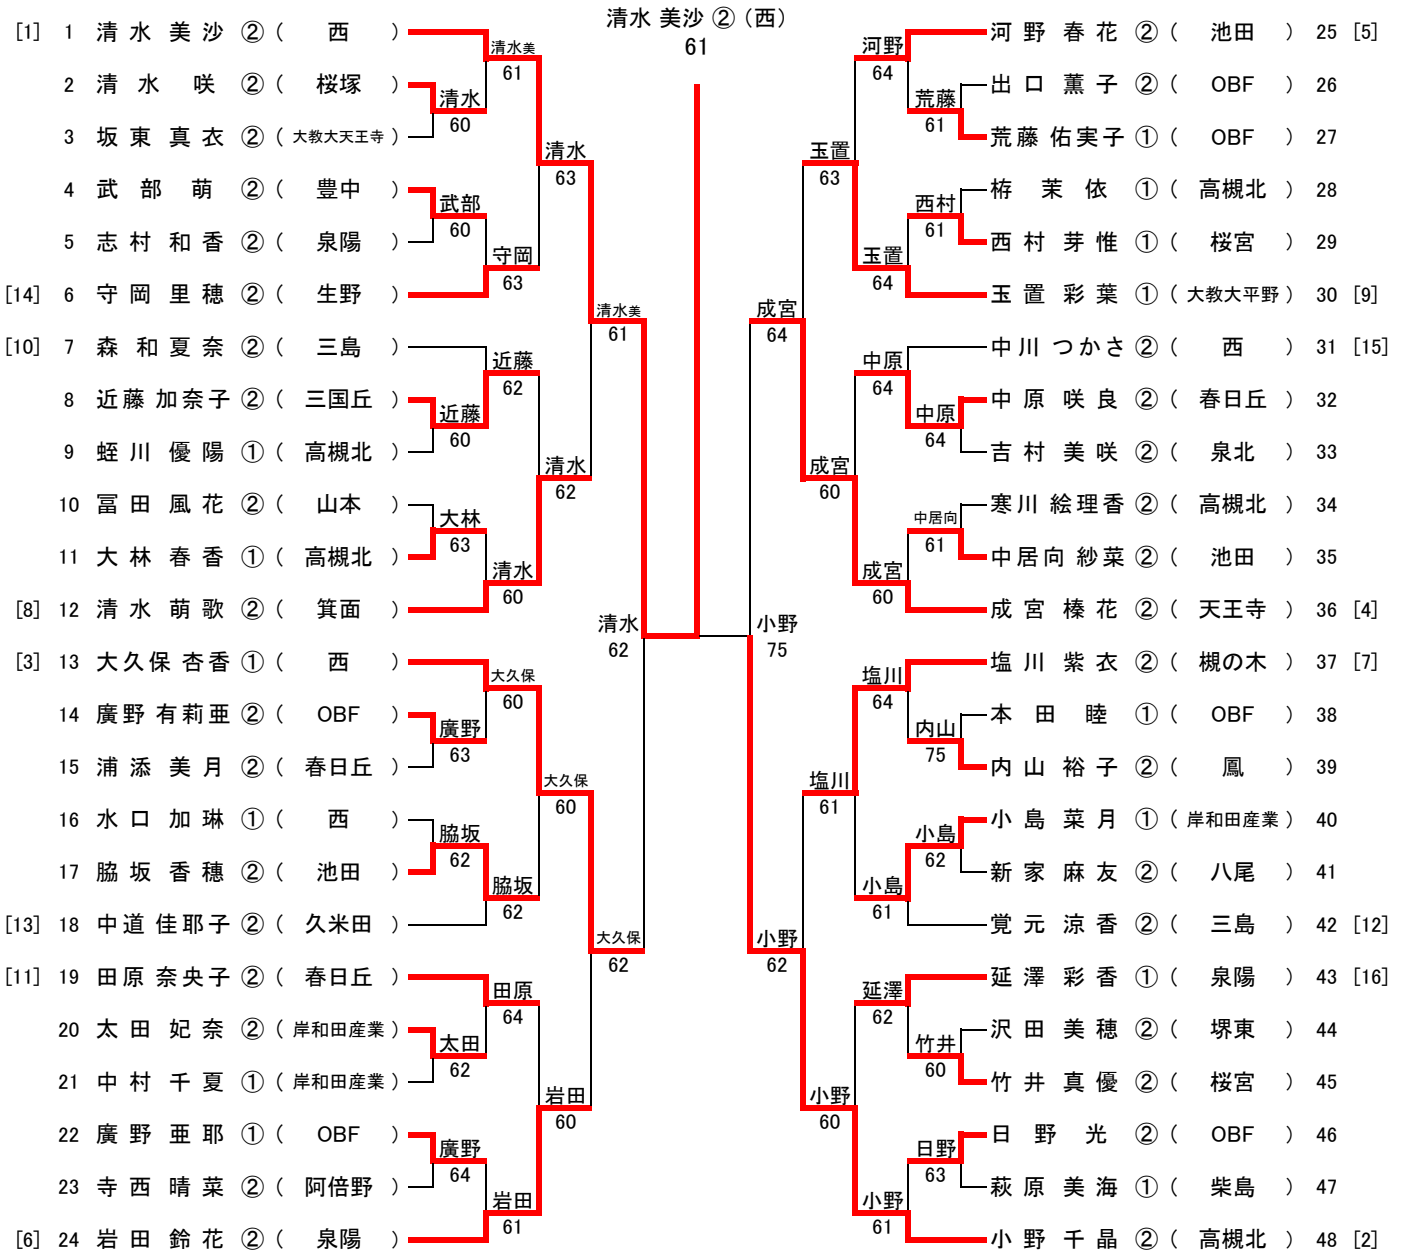 清水 美沙 ② (西)
61
[1] 1 清水 美沙 ② ( 西 )
2 清水 咲 ② ( 桜塚 )
3 坂東 真衣 ② ( 大教大天王寺 )
4 武部 萌 ② ( 豊中 )
5 志村 和香 ② ( 泉陽 )
[14] 6 守岡 里穂 ② ( 生野 )
[10] 7 森 和夏奈 ② ( 三島 )
8 近藤 加奈子 ② ( 三国丘 )
9 蛭川 優陽 ① ( 高槻北 )
10 冨田 風花 ② ( 山本 )
11 大林 春香 ① ( 高槻北 )
[8] 12 清水 萌歌 ② ( 箕面 )
[3] 13 大久保 杏香 ① ( 西 )
14 廣野 有莉亜 ② ( OBF )
15 浦添 美月 ② ( 春日丘 )
16 水口 加琳 ① ( 西 )
17 脇坂 香穂 ② ( 池田 )
[13] 18 中道 佳耶子 ② ( 久米田 )
[11] 19 田原 奈央子 ② ( 春日丘 )
20 太田 妃奈 ② ( 岸和田産業 )
21 中村 千夏 ① ( 岸和田産業 )
22 廣野 亜耶 ① ( OBF )
23 寺西 晴菜 ② ( 阿倍野 )
[6] 24 岩田 鈴花 ② ( 泉陽 )
清水美
61
清水
60
清水
63
武部
60
守岡
63
清水美
61
近藤
62
近藤
60
清水
62
大林
63
清水
60
清水
62
大久保
60
廣野
63
大久保
60
脇坂
62
脇坂
62
大久保
62
田原
64
太田
62
岩田
60
廣野
64
岩田
61
河野
64
荒藤
61
玉置
63
西村
61
玉置
64
成宮
64
中原
64
中原
64
成宮
60
中居向
61
成宮
60
小野
75
塩川
64
内山
75
塩川
61
小島
62
小島
61
小野
62
延澤
62
竹井
60
小野
60
日野
63
小野
61
河野 春花 ② ( 池田 ) 25 [5]
出口 薫子 ② ( OBF ) 26
荒藤 佑実子 ① ( OBF ) 27
栫 茉依 ① ( 高槻北 ) 28
西村 芽惟 ① ( 桜宮 ) 29
玉置 彩葉 ① ( 大教大平野 ) 30 [9]
中川 つかさ ② ( 西 ) 31 [15]
中原 咲良 ② ( 春日丘 ) 32
吉村 美咲 ② ( 泉北 ) 33
寒川 絵理香 ② ( 高槻北 ) 34
中居向 紗菜 ② ( 池田 ) 35
成宮 榛花 ② ( 天王寺 ) 36 [4]
塩川 紫衣 ② ( 槻の木 ) 37 [7]
本田 睦 ① ( OBF ) 38
内山 裕子 ② ( 鳳 ) 39
小島 菜月 ① ( 岸和田産業 ) 40
新家 麻友 ② ( 八尾 ) 41
覚元 涼香 ② ( 三島 ) 42 [12]
延澤 彩香 ① ( 泉陽 ) 43 [16]
沢田 美穂 ② ( 堺東 ) 44
竹井 真優 ② ( 桜宮 ) 45
日野 光 ② ( OBF ) 46
萩原 美海 ① ( 柴島 ) 47
小野 千晶 ② ( 高槻北 ) 48 [2]